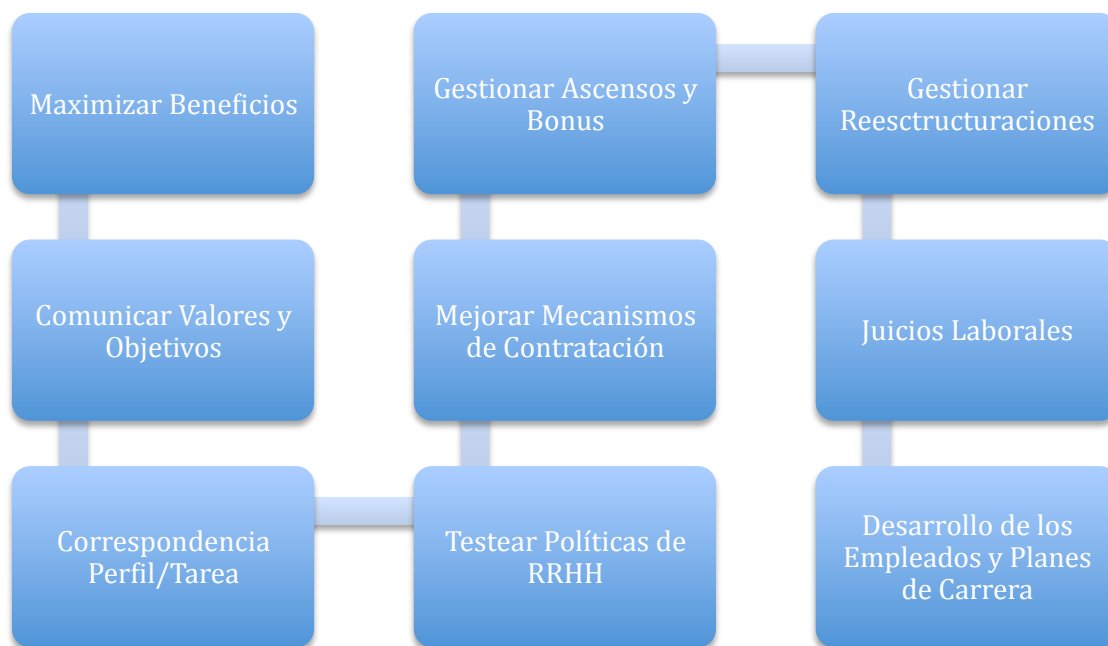 Maximizar Beneficios
Comunicar Valores y
Objetivos
Correspondencia
Perfil/Tarea
Testear Políticas de
RRHH
Mejorar Mecanismos
de Contratación
Gestionar Ascensos y
Bonus
Gestionar
Reesctructuraciones
Juicios Laborales
Desarrollo de los
Empleados y Planes
de Carrera